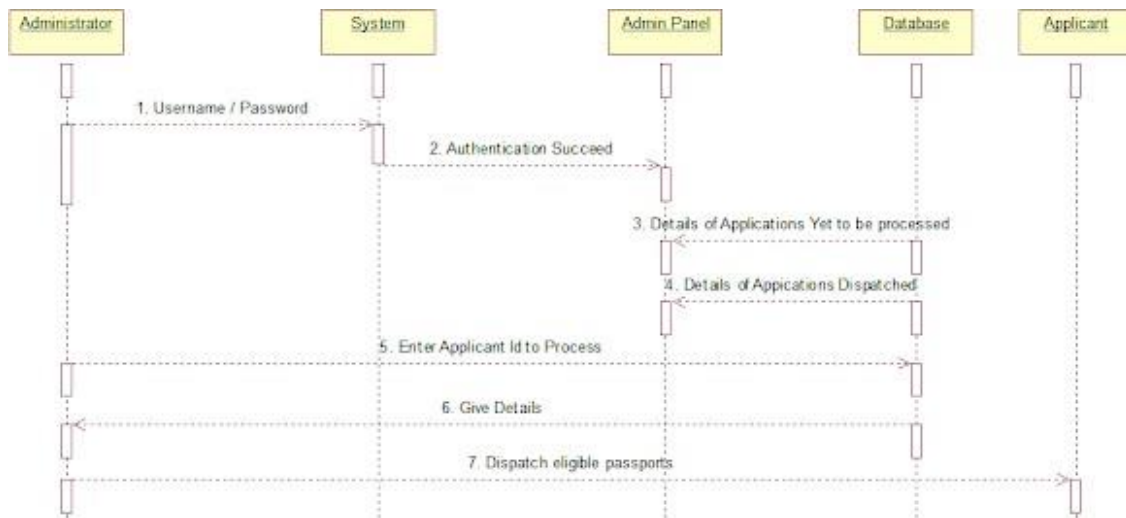 Administrator
System
Admin Panel
Database
Applicant
1. Username / Password
2. Authentication Succeed
3. Details of Applications Yet to be processed
4. Details of Appications Dispatched
5. Enter Applicant Id to Process
6. Give Details
7. Dispatch eligible passports